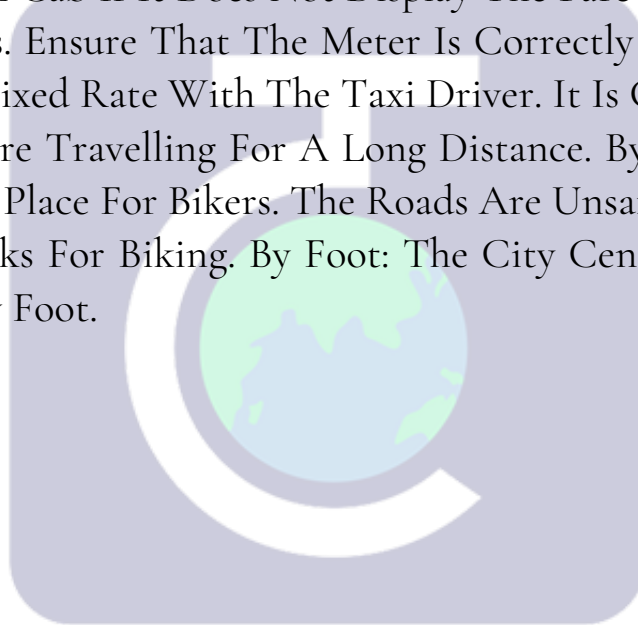 s. Ensure That The Meter Is Correctly
ixed Rate With The Taxi Driver. It Is
re Travelling For A Long Distance. By
Place For Bikers. The Roads Are
ks For Biking. By Foot: The City Cen
Foot.